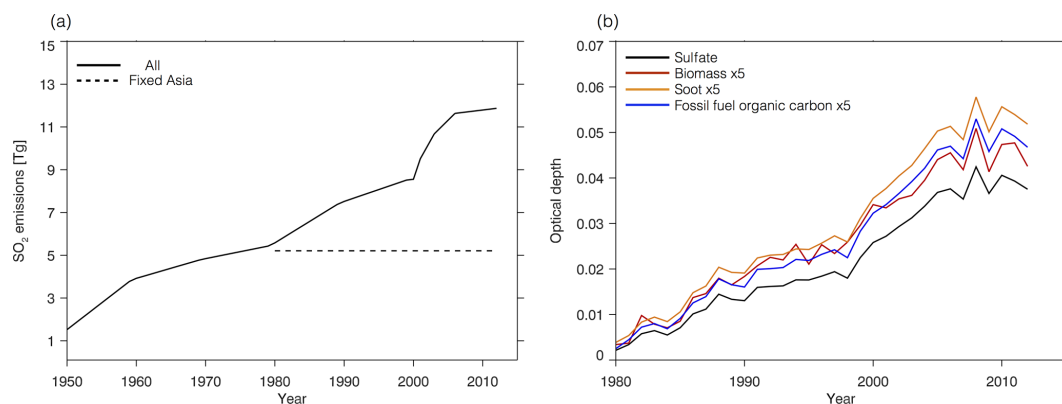 (a)
15
13
11
9
7
5
3
1
SO₂ emissions [Tg]
All
Fixed Asia
1950 1960 1970 1980 1990 2000 2010
Year
(b)
0.07
0.06
0.05
0.04
0.03
0.02
0.01
0
Optical depth
Sulfate
Biomass x5
Soot x5
Fossil fuel organic carbon x5
1980 1990 2000 2010
Year